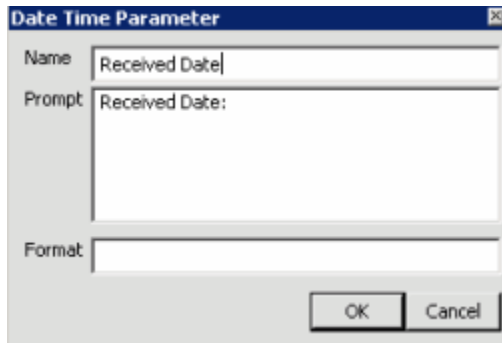 Date Time Parameter
Name Received Date
Prompt Received Date:
Format
OK Cancel